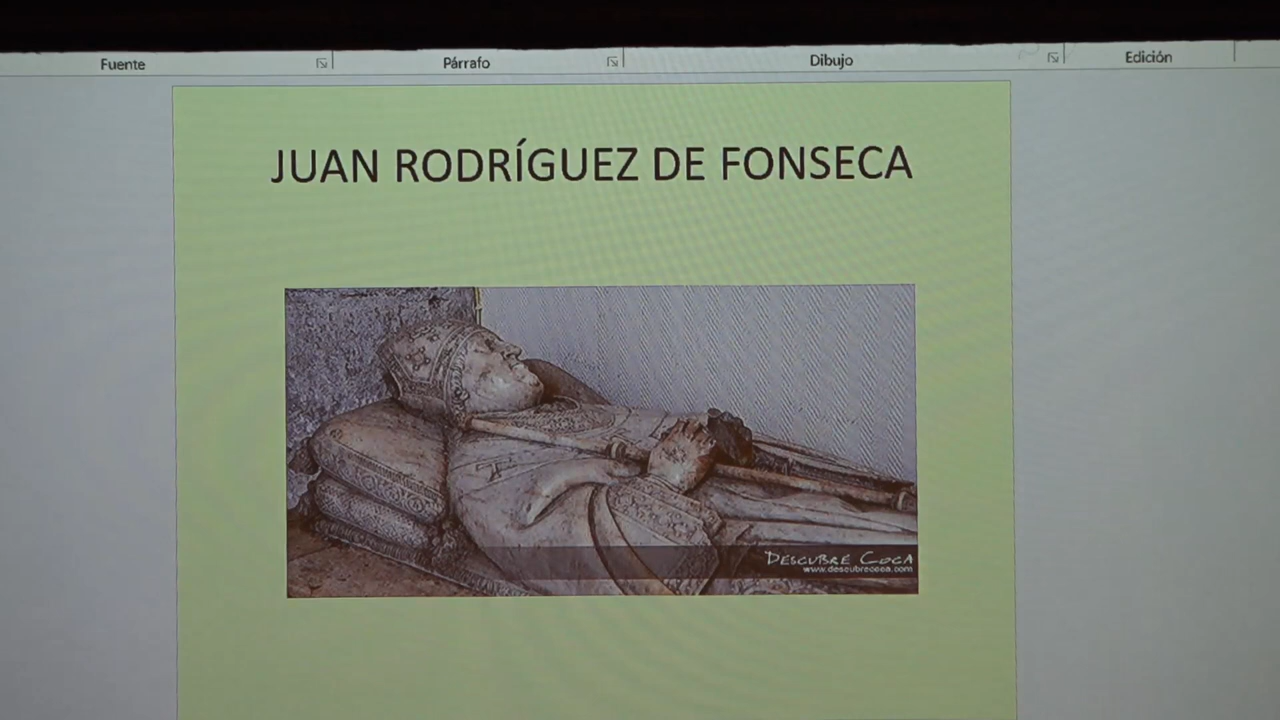 Fuente Párrafo Dibujo Edición
JUAN RODRÍGUEZ DE FONSECA
DESCUBRE COCA
www.descubrecoca.com